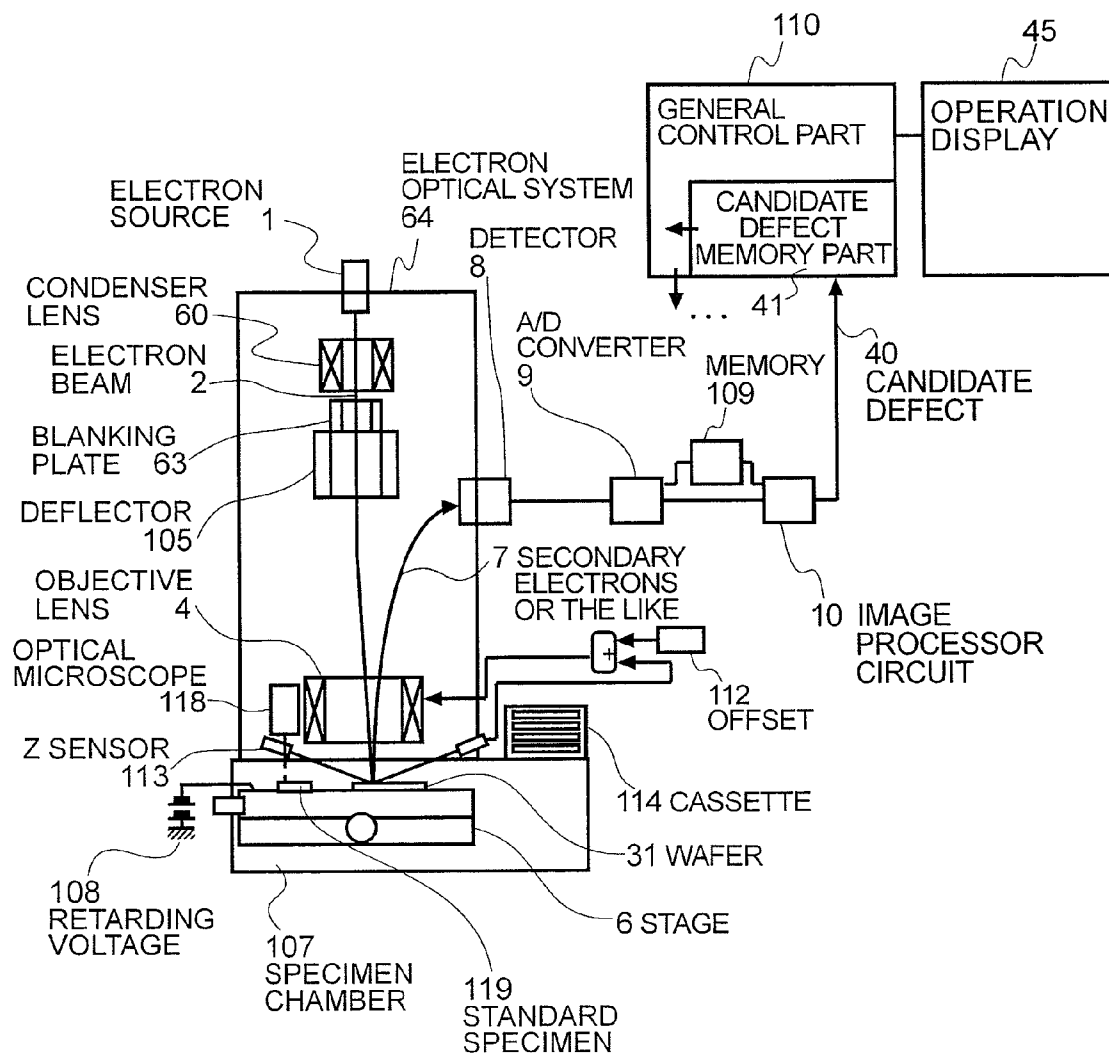 110
45
GENERAL
CONTROL PART
OPERATION
DISPLAY
CANDIDATE
DEFECT
MEMORY PART
41
ELECTRON
SOURCE
1
ELECTRON
OPTICAL SYSTEM
64
DETECTOR
8
CONDENSER
LENS
60
ELECTRON
BEAM
2
BLANKING
PLATE
63
DEFLECTOR
105
A/D
CONVERTER
9
MEMORY
109
...
40
CANDIDATE
DEFECT
OBJECTIVE
LENS
4
7 SECONDARY
ELECTRONS
OR THE LIKE
10 IMAGE
PROCESSOR
CIRCUIT
OPTICAL
MICROSCOPE
118
+
112
OFFSET
Z SENSOR
113
114 CASSETTE
31 WAFER
6 STAGE
108
RETARDING
VOLTAGE
107
SPECIMEN
CHAMBER
119
STANDARD
SPECIMEN